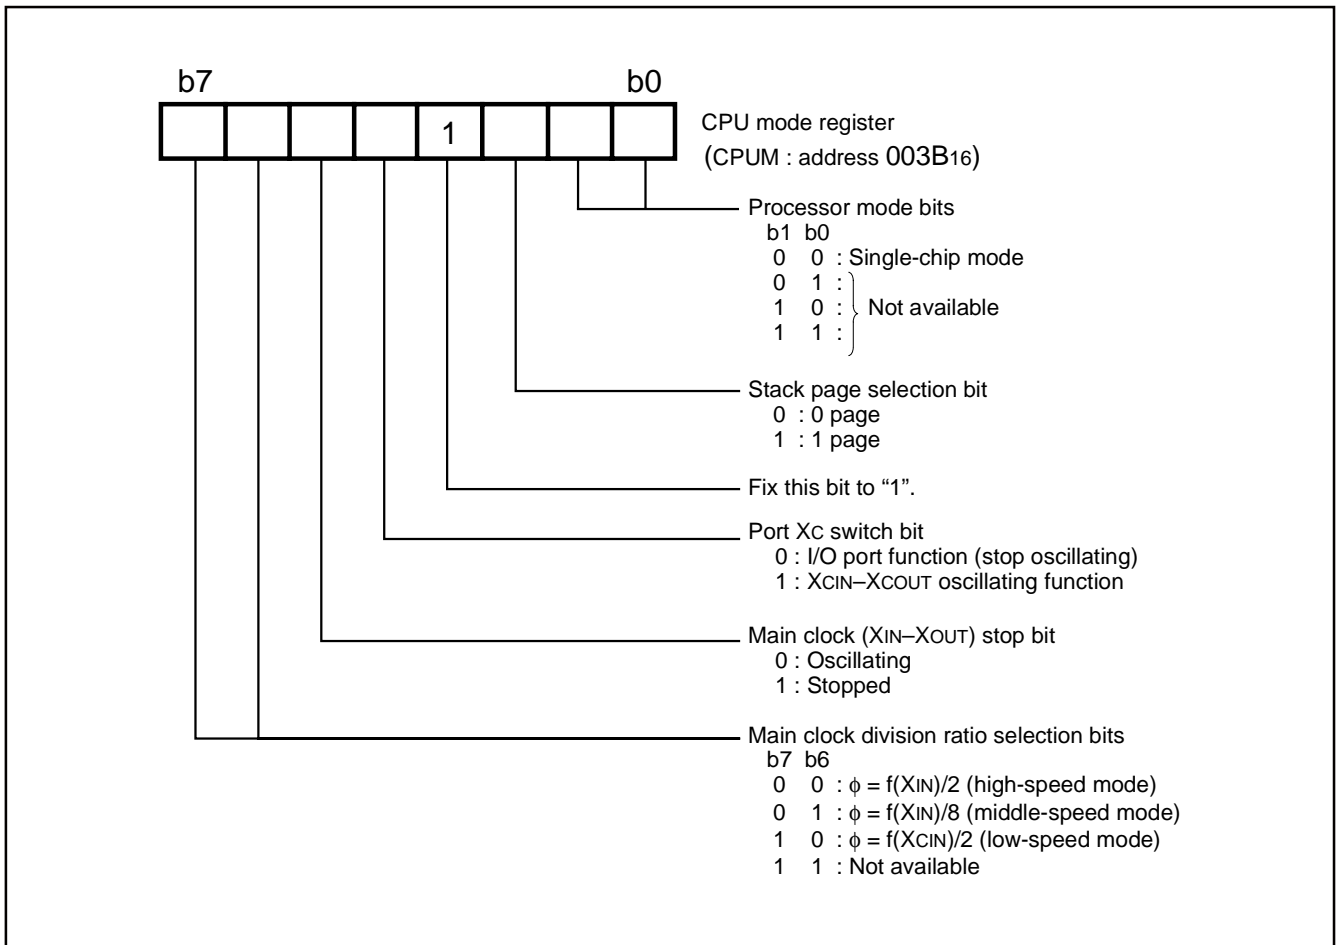 b7 b0
1
CPU mode register
(CPUM : address 003B16)
Processor mode bits
b1 b0
0 0 : Single-chip mode
0 1 :
1 0 : Not available
1 1 :
Stack page selection bit
0 : 0 page
1 : 1 page
Fix this bit to “1”.
Port XC switch bit
0 : I/O port function (stop oscillating)
1 : XCIN–XCOUT oscillating function
Main clock (XIN–XOUT) stop bit
0 : Oscillating
1 : Stopped
Main clock division ratio selection bits
b7 b6
0 0 : ϕ = f(XIN)/2 (high-speed mode)
0 1 : ϕ = f(XIN)/8 (middle-speed mode)
1 0 : ϕ = f(XCIN)/2 (low-speed mode)
1 1 : Not available